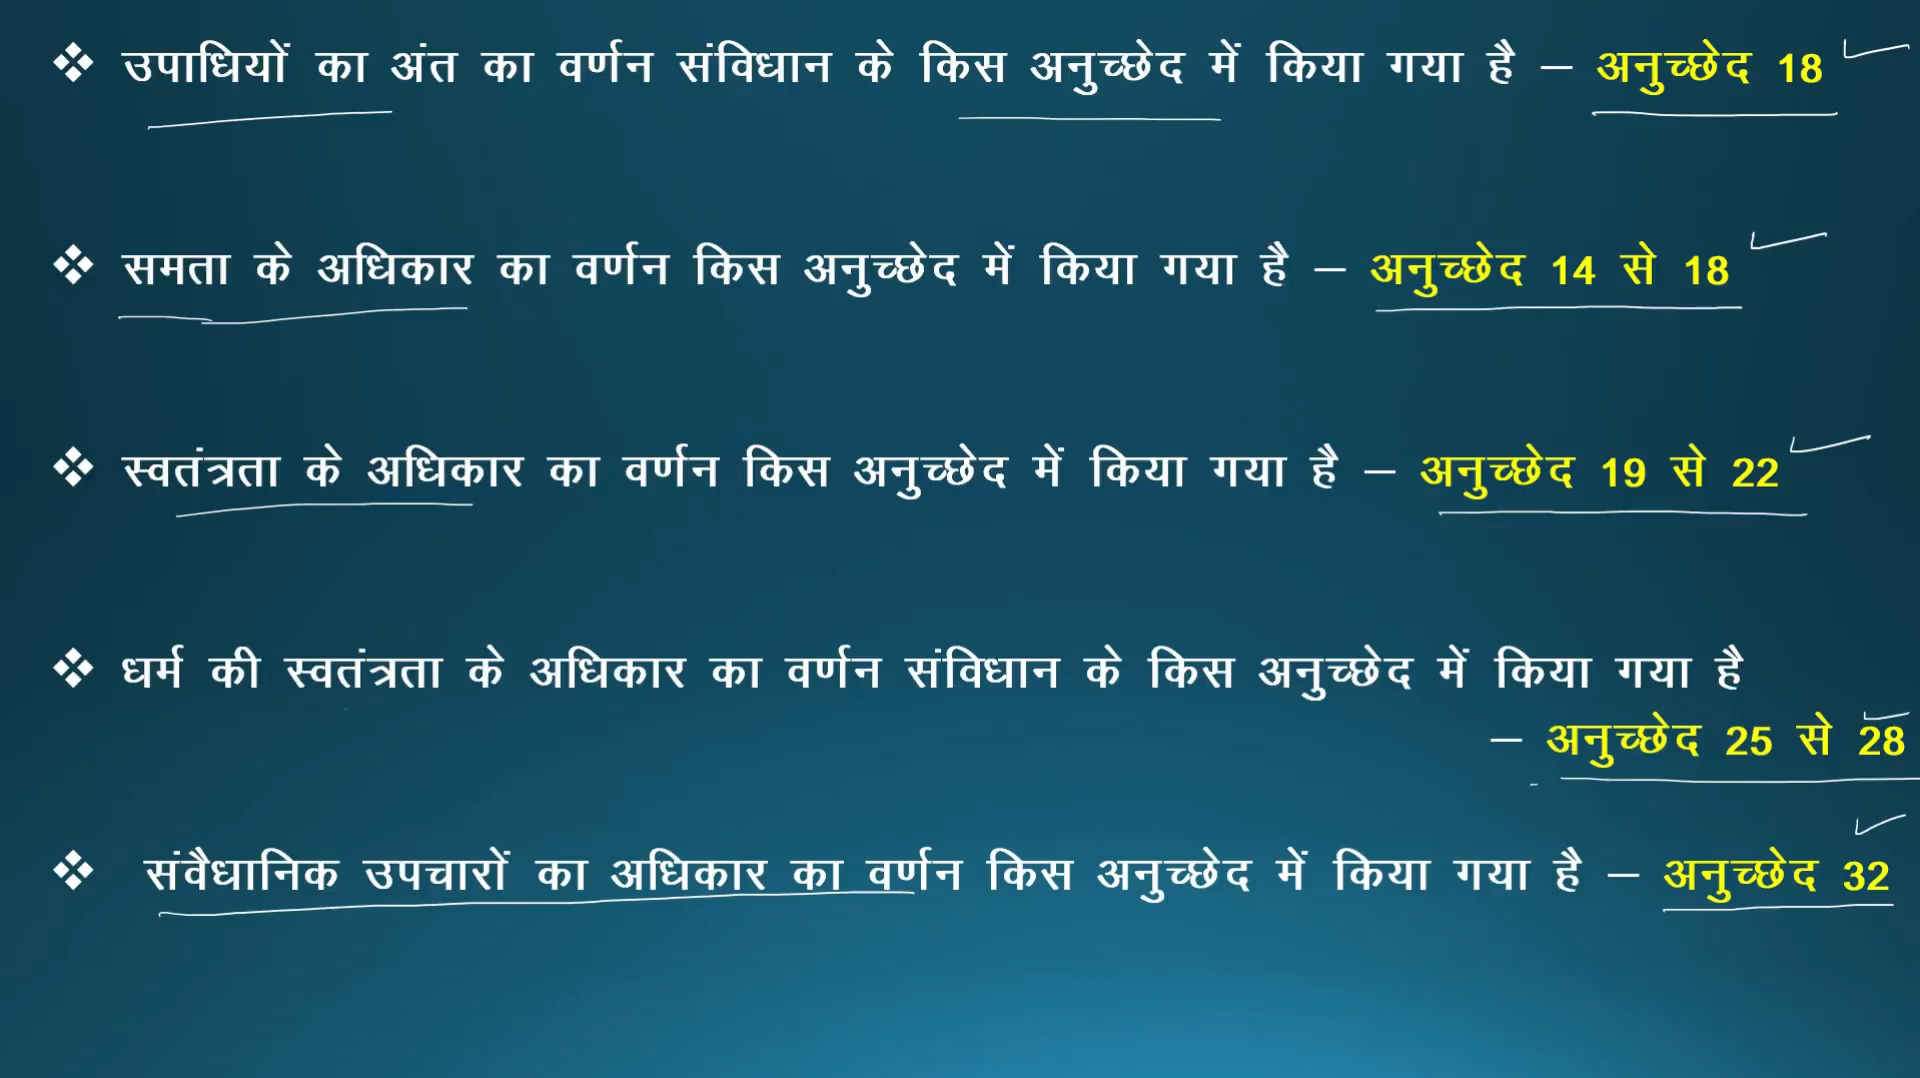 ❖ उपाधियों का अंत का वर्णन संविधान के किस अनुच्छेद में किया गया है – अनुच्छेद 18
❖ समता के अधिकार का वर्णन किस अनुच्छेद में किया गया है – अनुच्छेद 14 से 18
❖ स्वतंत्रता के अधिकार का वर्णन किस अनुच्छेद में किया गया है – अनुच्छेद 19 से 22
❖ धर्म की स्वतंत्रता के अधिकार का वर्णन संविधान के किस अनुच्छेद में किया गया है
– अनुच्छेद 25 से 28
❖ संवैधानिक उपचारों का अधिकार का वर्णन किस अनुच्छेद में किया गया है – अनुच्छेद 32